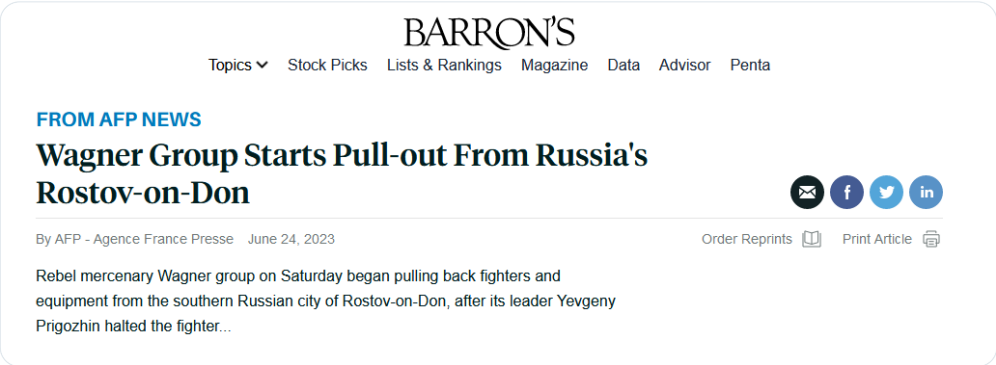 BARRON'S
Topics Stock Picks Lists & Rankings Magazine Data Advisor Penta
FROM AFP NEWS
Wagner Group Starts Pull-out From Russia's
Rostov-on-Don
f in
By AFP - Agence France Presse June 24, 2023 Order Reprints Print Article
Rebel mercenary Wagner group on Saturday began pulling back fighters and
equipment from the southern Russian city of Rostov-on-Don, after its leader Yevgeny
Prigozhin halted the fighter...